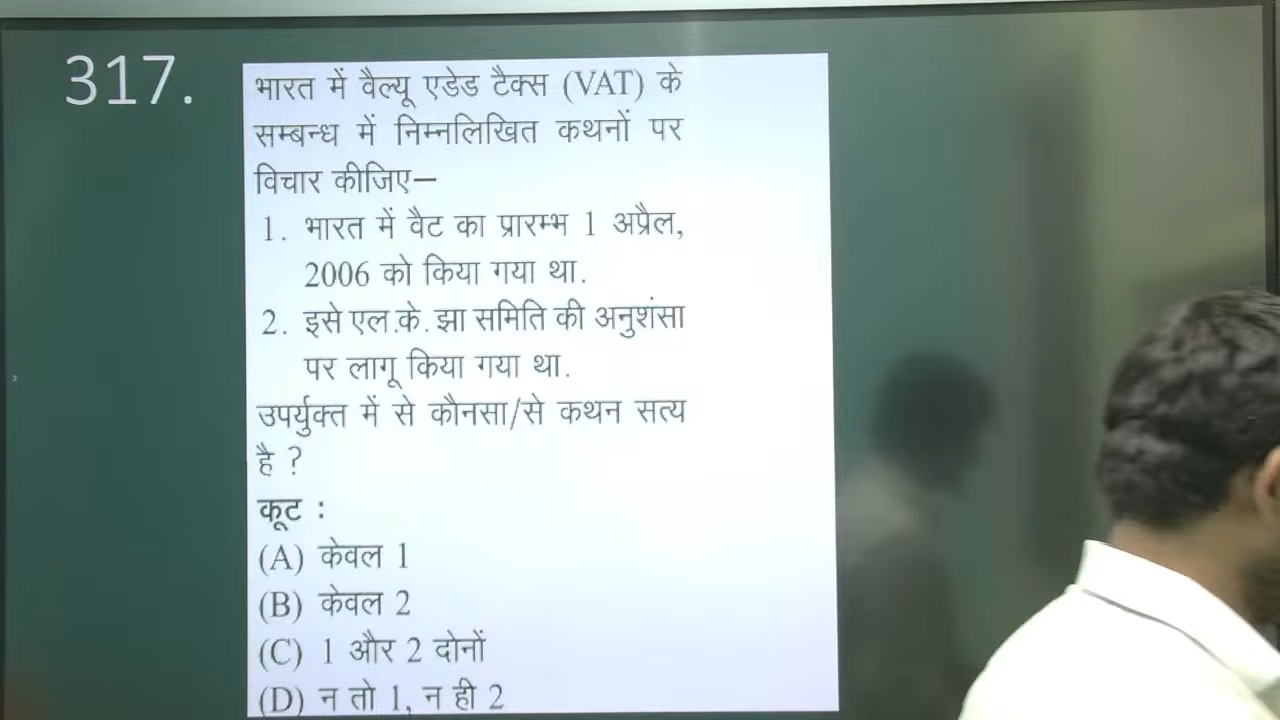 317.
भारत में वैल्यू एडेड टैक्स (VAT) के
सम्बन्ध में निम्नलिखित कथनों पर
विचार कीजिए–
1. भारत में वैट का प्रारम्भ 1 अप्रैल,
2006 को किया गया था.
2. इसे एल.के. झा समिति की अनुशंसा
पर लागू किया गया था.
उपर्युक्त में से कौनसा/से कथन सत्य
है ?
कूट :
(A) केवल 1
(B) केवल 2
(C) 1 और 2 दोनों
(D) न तो 1, न ही 2